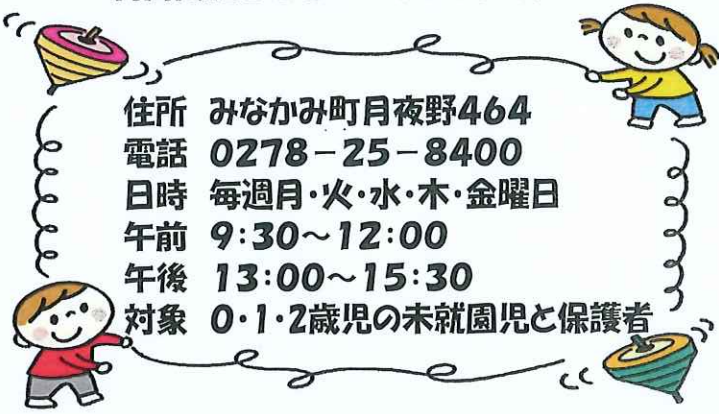 住所 みなかみ町月夜野464
電話 0278-25-8400
日時 毎週月・火・水・木・金曜日
午前 9:30~12:00
午後 13:00~15:30
対象 0・1・2歳児の未就園児と保護者